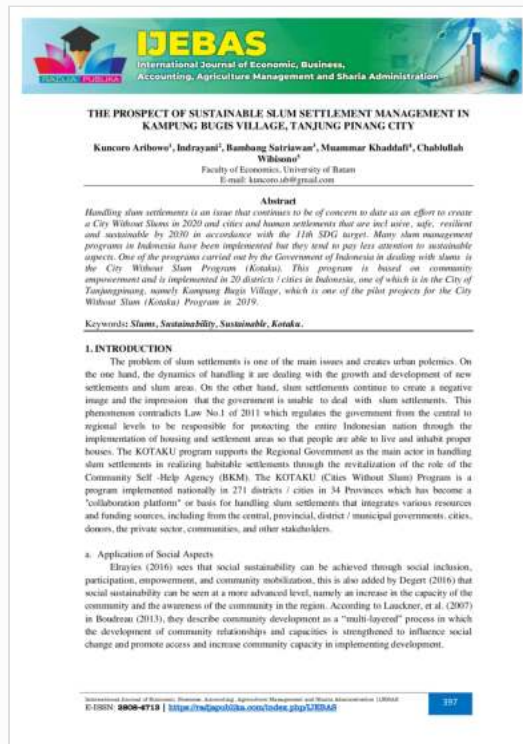 RADJA PUBLIKA
IJEBAS
International Journal of Economic, Business,
Accounting, Agriculture Management and Sharia Administration
THE PROSPECT OF SUSTAINABLE SLUM SETTLEMENT MANAGEMENT IN
KAMPUNG BUGIS VILLAGE, TANJUNG PINANG CITY
Kuncoro Aribowo1, Indrayani2, Bambang Satriawan3, Muammar Khaddafi4, Chablullah
Wibisono5
Faculty of Economics, University of Batam
E-mail: kuncoro.ub@gmail.com
Abstract
Handling slum settlements is an issue that continues to be of concern to date as an effort to create
a City Without Slums in 2020 and cities and human settlements that are incl usive, safe, resilient
and sustainable by 2030 in accordance with the 11th SDG target. Many slum management
programs in Indonesia have been implemented but they tend to pay less attention to sustainable
aspects. One of the programs carried out by the Government of Indonesia in dealing with slums is
the City Without Slum Program (Kotaku). This program is based on community
empowerment and is implemented in 20 districts / cities in Indonesia, one of which is in the City of
Tanjungpinang, namely Kampung Bugis Village, which is one of the pilot projects for the City
Without Slum (Kotaku) Program in 2019.
Keywords: Slums, Sustainability, Sustainable, Kotaku.
1. INTRODUCTION
The problem of slum settlements is one of the main issues and creates urban polemics. On
the one hand, the dynamics of handling it are dealing with the growth and development of new
settlements and slum areas. On the other hand, slum settlements continue to create a negative
image and the impression that the government is unable to deal with slum settlements. This
phenomenon contradicts Law No.1 of 2011 which regulates the government from the central to
regional levels to be responsible for protecting the entire Indonesian nation through the
implementation of housing and settlement areas so that people are able to live and inhabit proper
houses. The KOTAKU program supports the Regional Government as the main actor in handling
slum settlements in realizing habitable settlements through the revitalization of the role of the
Community Self -Help Agency (BKM). The KOTAKU (Cities Without Slum) Program is a
program implemented nationally in 271 districts / cities in 34 Provinces which has become a
"collaboration platform" or basis for handling slum settlements that integrates various resources
and funding sources, including from the central, provincial, district / municipal governments. cities,
donors, the private sector, communities, and other stakeholders.
a. Application of Social Aspects
Elrayies (2016) sees that social sustainability can be achieved through social inclusion,
participation, empowerment, and community mobilization, this is also added by Degert (2016) that
social sustainability can be seen at a more advanced level, namely an increase in the capacity of the
community and the awareness of the community in the region. According to Lauckner, et al. (2007)
in Boudreau (2013), they describe community development as a "multi-layered" process in which
the development of community relationships and capacities is strengthened to influence social
change and promote access and increase community capacity in implementing development.
International Journal of Economic, Business, Accounting, Agriculture Management and Sharia Administration |IJEBAS
E-ISSN: 2808-4713 | https://radjapublika.com/index.php/IJEBAS
397